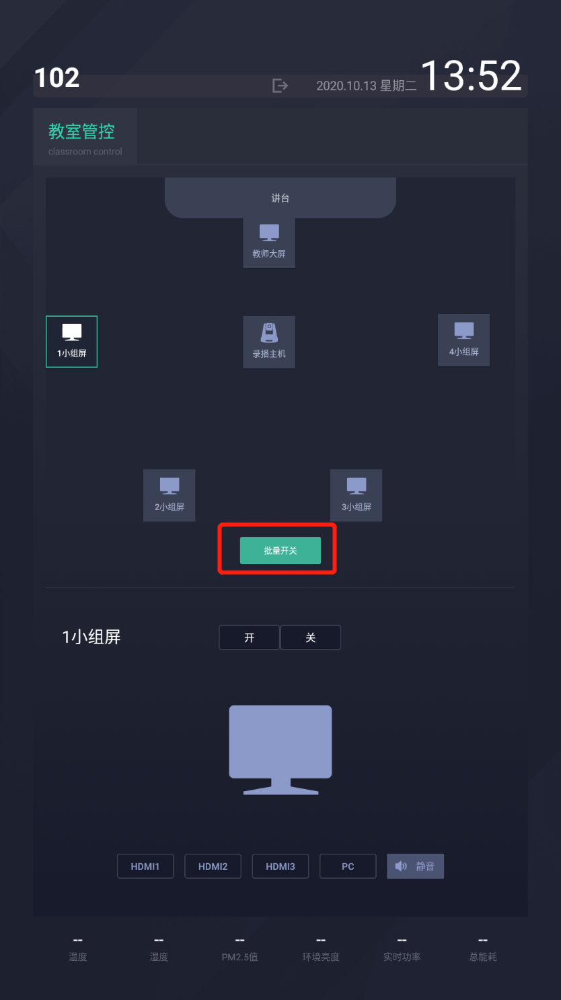 102
2020.10.13 星期二 13:52
教室管控
classroom control
讲台
教师大屏
1小组屏
录播主机
4小组屏
2小组屏
3小组屏
批量开关
1小组屏
开
关
HDMI1
HDMI2
HDMI3
PC
静音
-- -- -- -- -- --
温度
湿度
PM2.5值
环境亮度
实时功率
总能耗